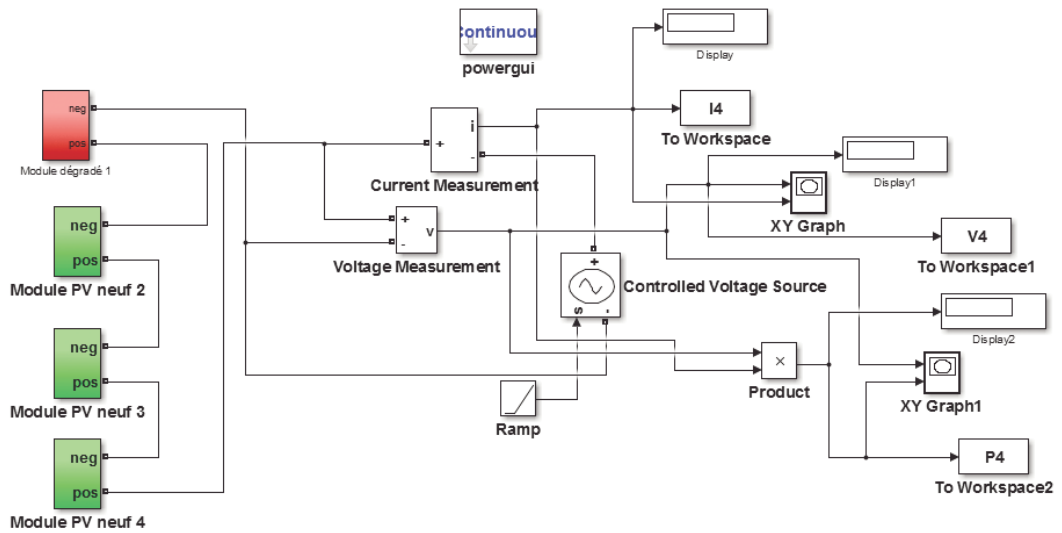 Continuou
powergui
Display
neg
pos
Module dégradé 1
+
i
-
Current Measurement
I4
To Workspace
Display1
XY Graph
neg
pos
Module PV neuf 2
+
-
v
Voltage Measurement
V4
To Workspace1
+
s
-
Controlled Voltage Source
Display2
neg
pos
Module PV neuf 3
Ramp
×
Product
XY Graph1
neg
pos
Module PV neuf 4
P4
To Workspace2